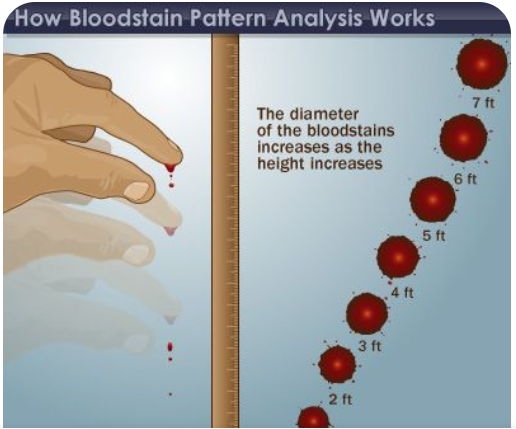 How Bloodstain Pattern Analysis Works
The diameter
of the bloodstains
increases as the
height increases
7 ft
6 ft
5 ft
4 ft
3 ft
2 ft